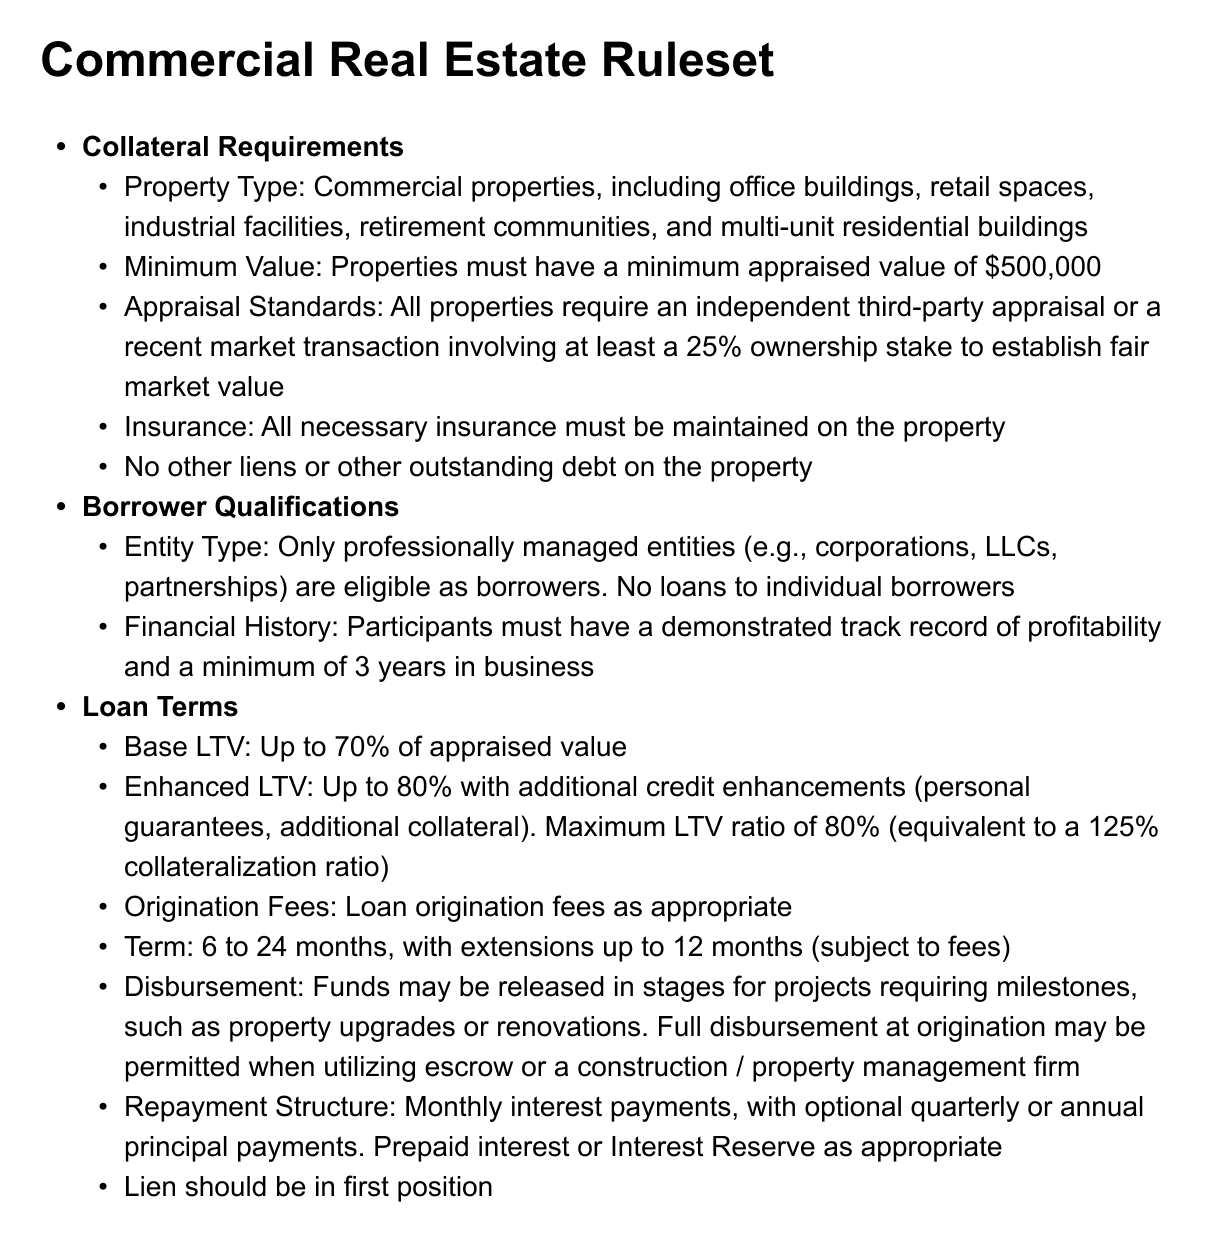 Commercial Real Estate Ruleset
• Collateral Requirements
• Property Type: Commercial properties, including office buildings, retail spaces,
industrial facilities, retirement communities, and multi-unit residential buildings
• Minimum Value: Properties must have a minimum appraised value of $500,000
• Appraisal Standards: All properties require an independent third-party appraisal or a
recent market transaction involving at least a 25% ownership stake to establish fair
market value
• Insurance: All necessary insurance must be maintained on the property
• No other liens or other outstanding debt on the property
• Borrower Qualifications
• Entity Type: Only professionally managed entities (e.g., corporations, LLCs,
partnerships) are eligible as borrowers. No loans to individual borrowers
• Financial History: Participants must have a demonstrated track record of profitability
and a minimum of 3 years in business
• Loan Terms
• Base LTV: Up to 70% of appraised value
• Enhanced LTV: Up to 80% with additional credit enhancements (personal
guarantees, additional collateral). Maximum LTV ratio of 80% (equivalent to a 125%
collateralization ratio)
• Origination Fees: Loan origination fees as appropriate
• Term: 6 to 24 months, with extensions up to 12 months (subject to fees)
• Disbursement: Funds may be released in stages for projects requiring milestones,
such as property upgrades or renovations. Full disbursement at origination may be
permitted when utilizing escrow or a construction / property management firm
• Repayment Structure: Monthly interest payments, with optional quarterly or annual
principal payments. Prepaid interest or Interest Reserve as appropriate
• Lien should be in first position